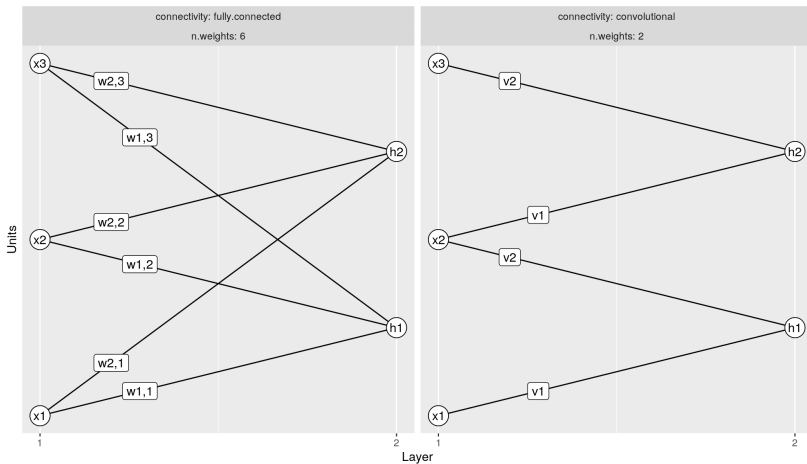 connectivity: fully.connected
n.weights: 6
connectivity: convolutional
n.weights: 2
Units
x3
w2,3
w1,3
h2
w2,2
x2
w1,2
h1
w2,1
w1,1
x1
1
2
x3
v2
h2
v1
x2
v2
h1
v1
x1
1
2
Layer